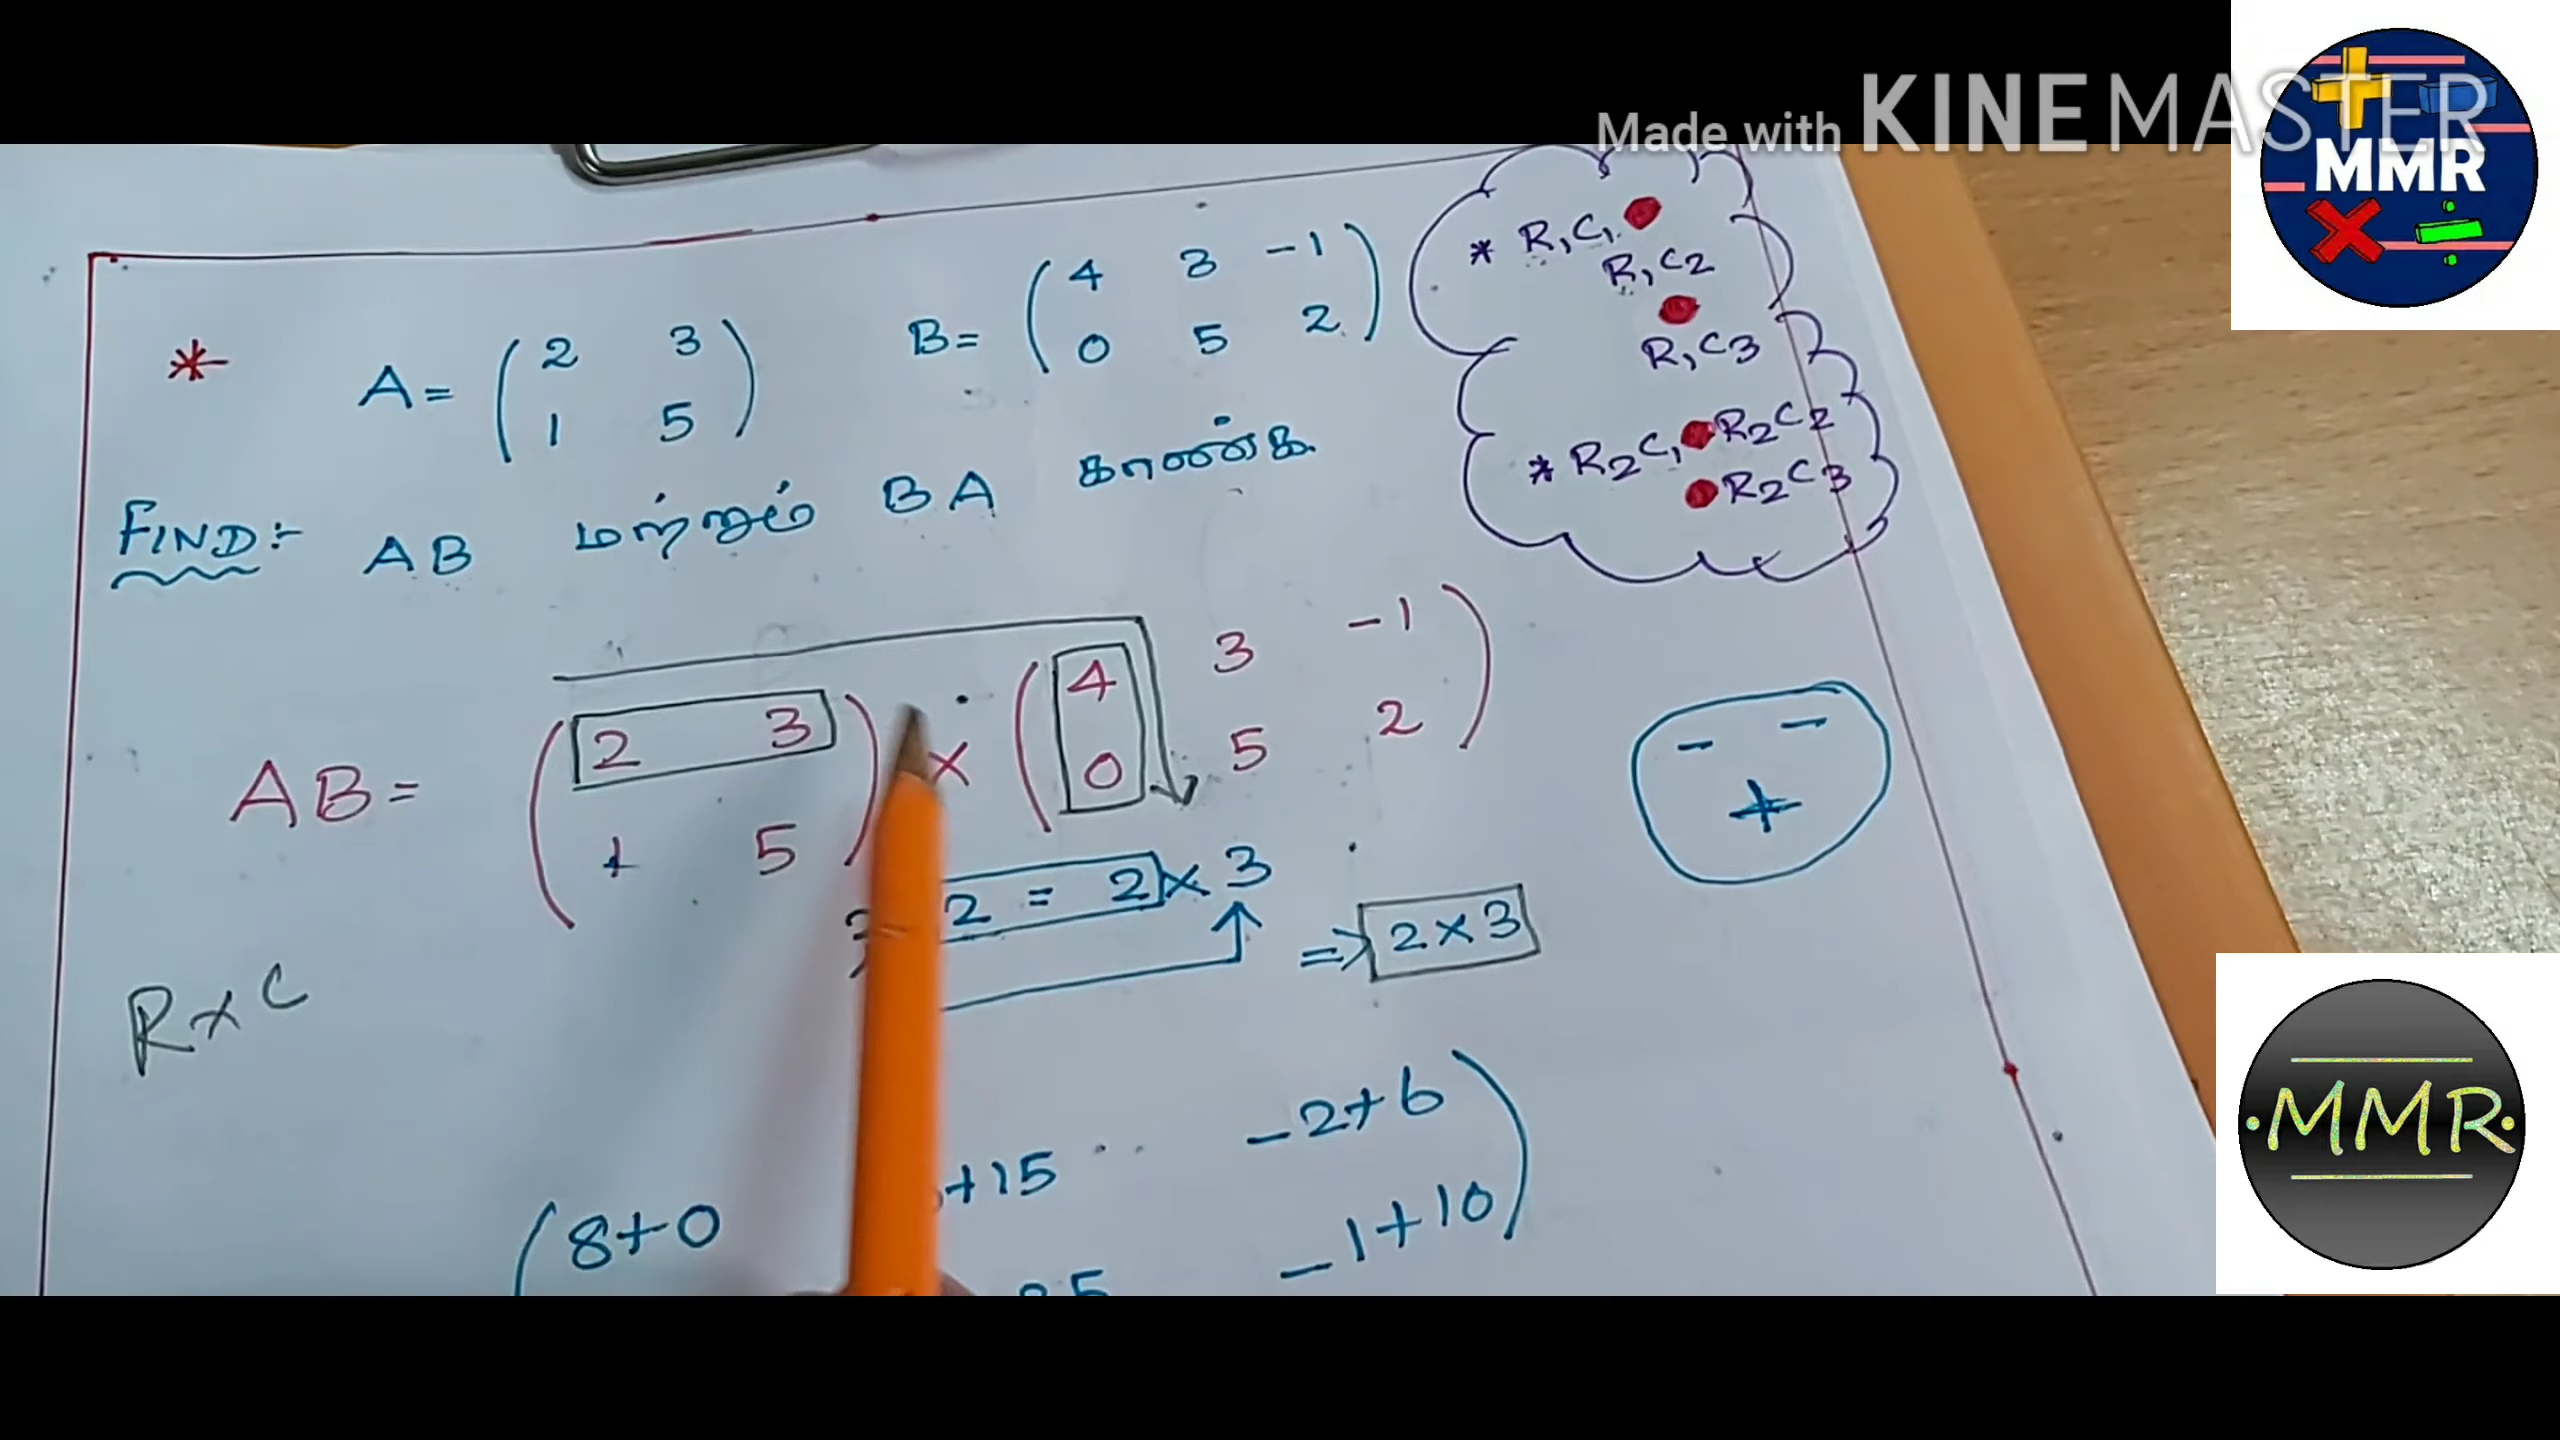 Made with KINEMASTER
MMR
* A = ( 2 3
1 5 ) B = ( 4 3 -1
0 5 2 )
* R1C1
R1C2
R1C3
* R2C1 R2C2
R2C3
FIND:- AB மற்றும் BA காண்க
AB = ( 2 3
1 5 ) × ( 4 3 -1
0 5 2 )
- -
+
2 = 2 × 3
=> 2×3
R×C
( 8+0 +15 -2+6
-1+10 )
MMR